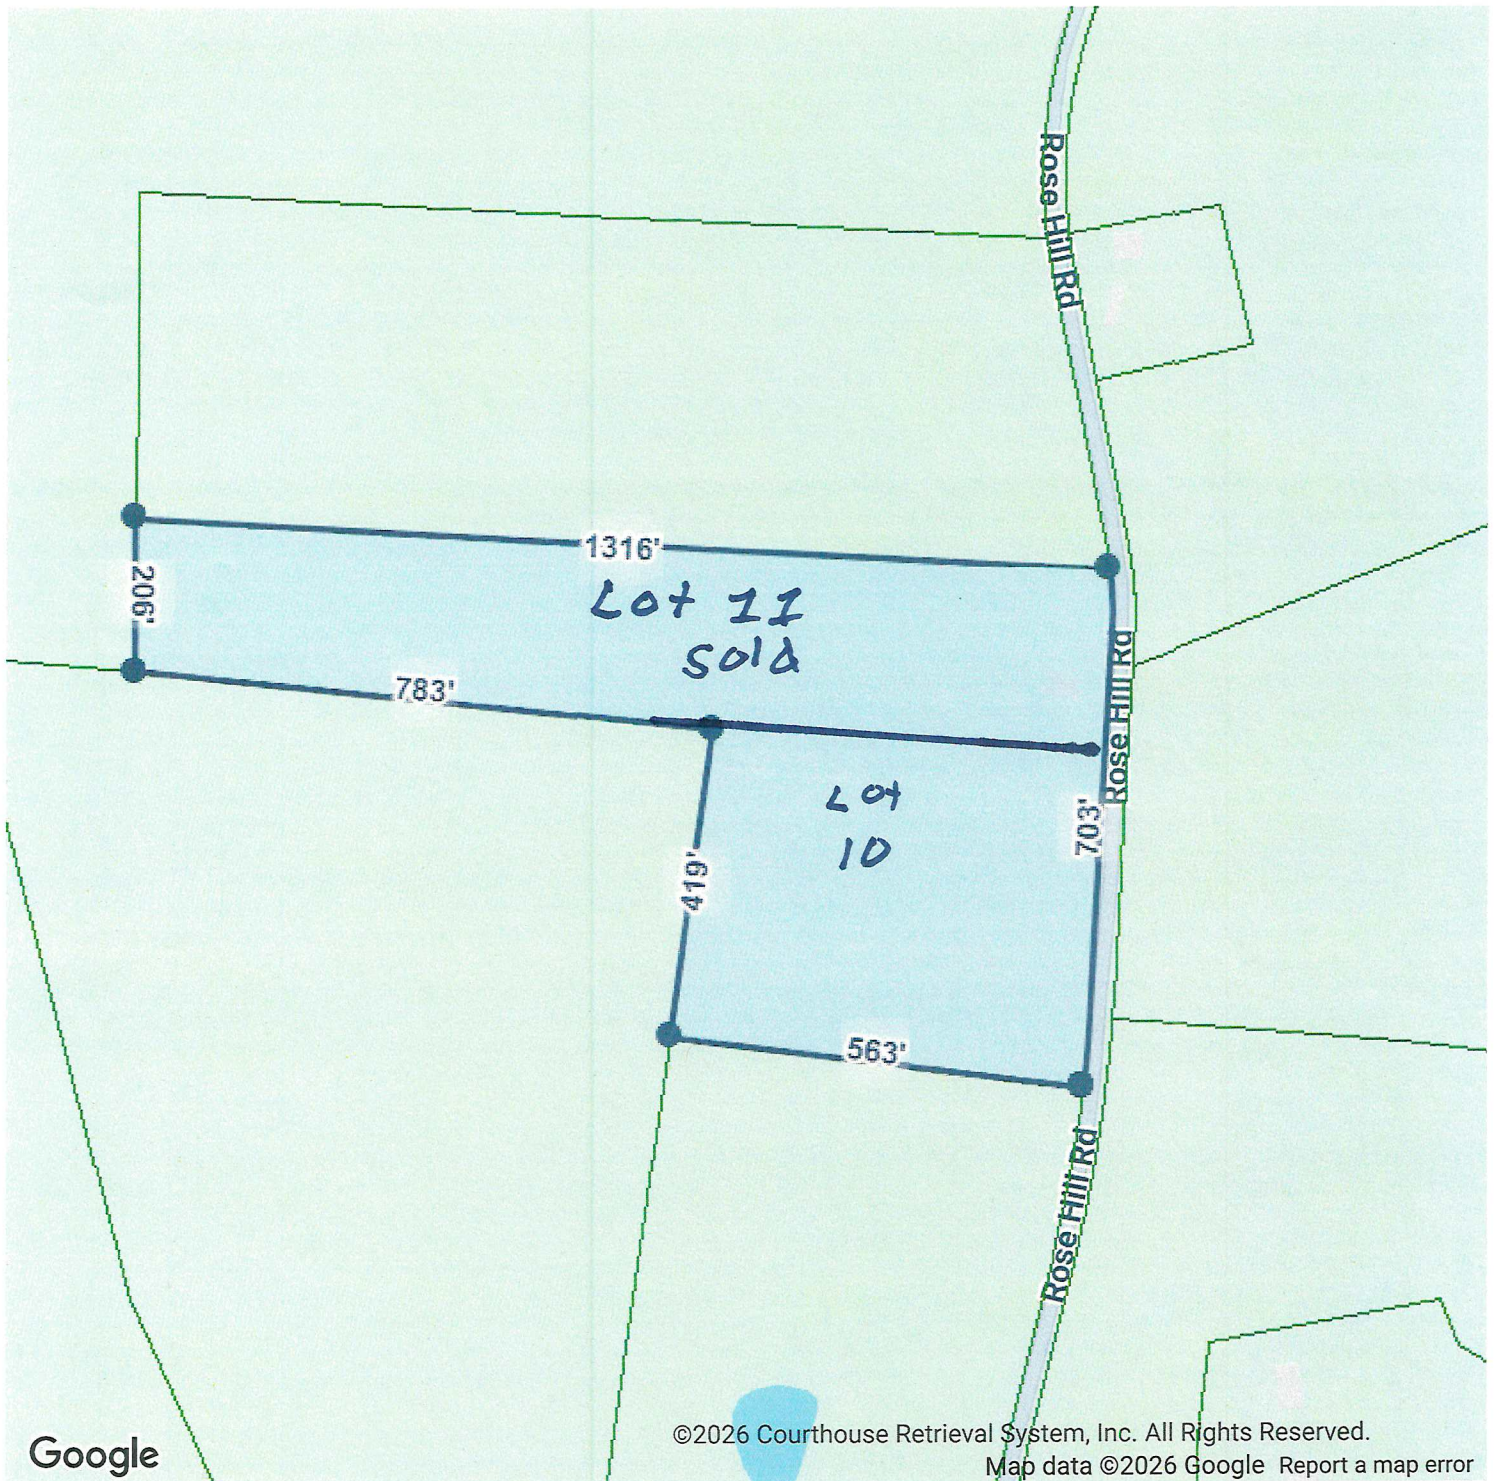 Rose Hill Rd
1316'
206'
Lot 11
Sold
783'
Rose Hill Rd
Lot
10
703'
419'
563'
Rose Hill Rd
©2026 Courthouse Retrieval System, Inc. All Rights Reserved.
Google
Map data ©2026 Google Report a map error